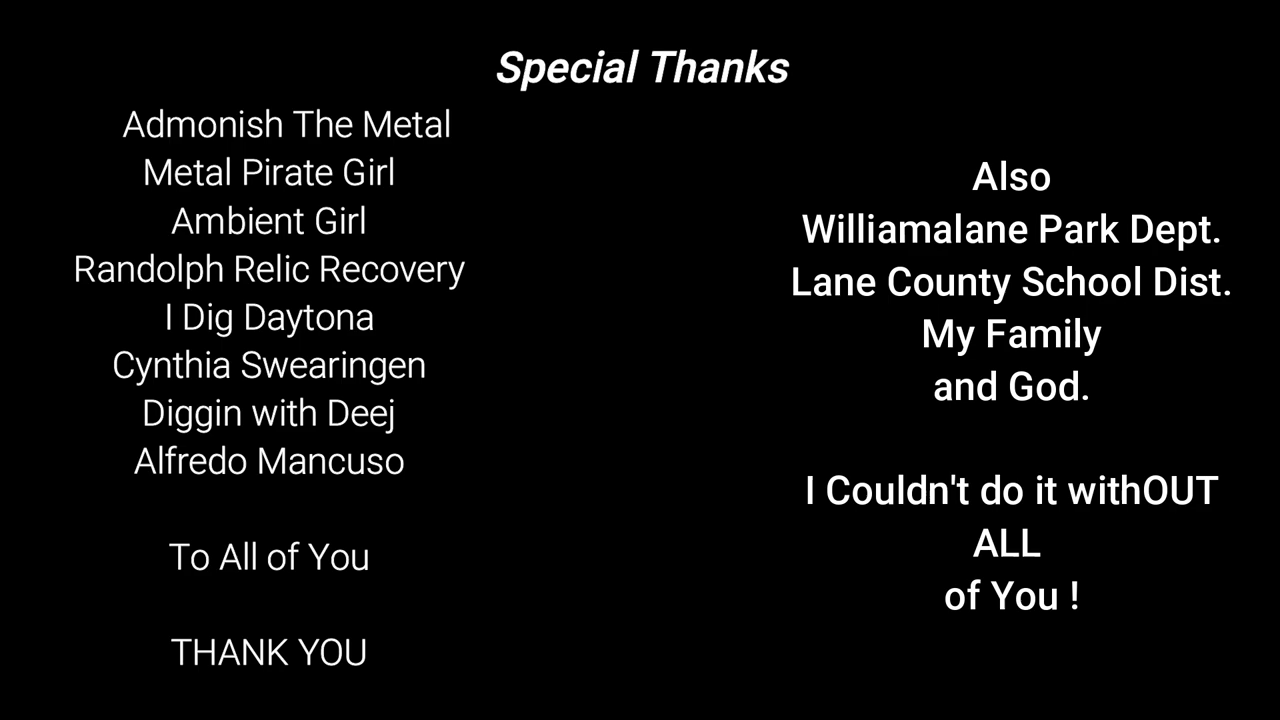 Special Thanks
Admonish The Metal
Metal Pirate Girl
Ambient Girl
Randolph Relic Recovery
I Dig Daytona
Cynthia Swearingen
Diggin with Deej
Alfredo Mancuso
To All of You
THANK YOU
Also
Williamalane Park Dept.
Lane County School Dist.
My Family
and God.
I Couldn't do it withOUT
ALL
of You !